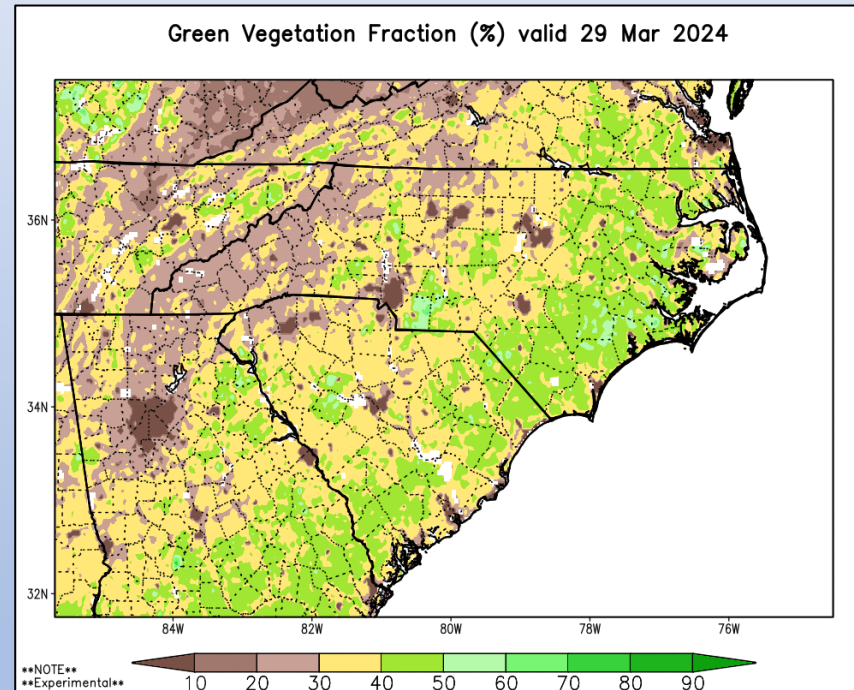 Green Vegetation Fraction (%) valid 29 Mar 2024
36N
34N
32N
84W 82W 80W 78W 76W
**NOTE**
**Experimental**
10 20 30 40 50 60 70 80 90